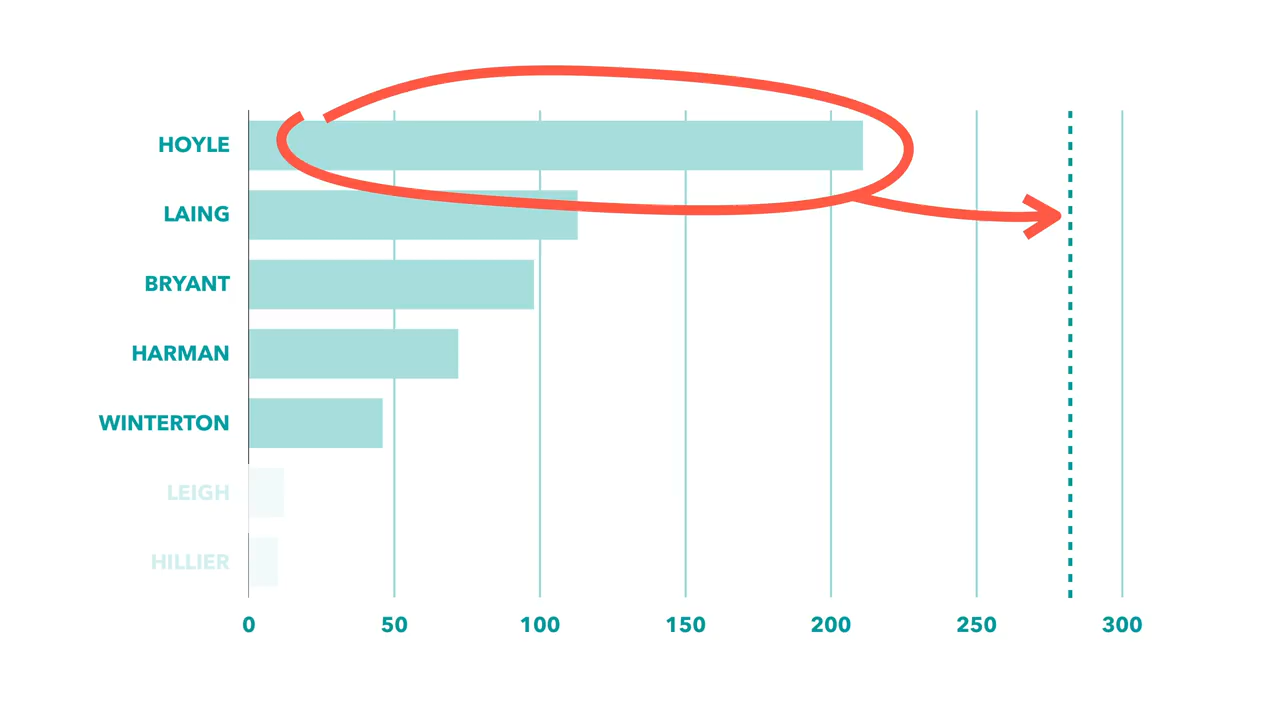 HOYLE
LAING
BRYANT
HARMAN
WINTERTON
LEIGH
HILLIER
0 50 100 150 200 250 300